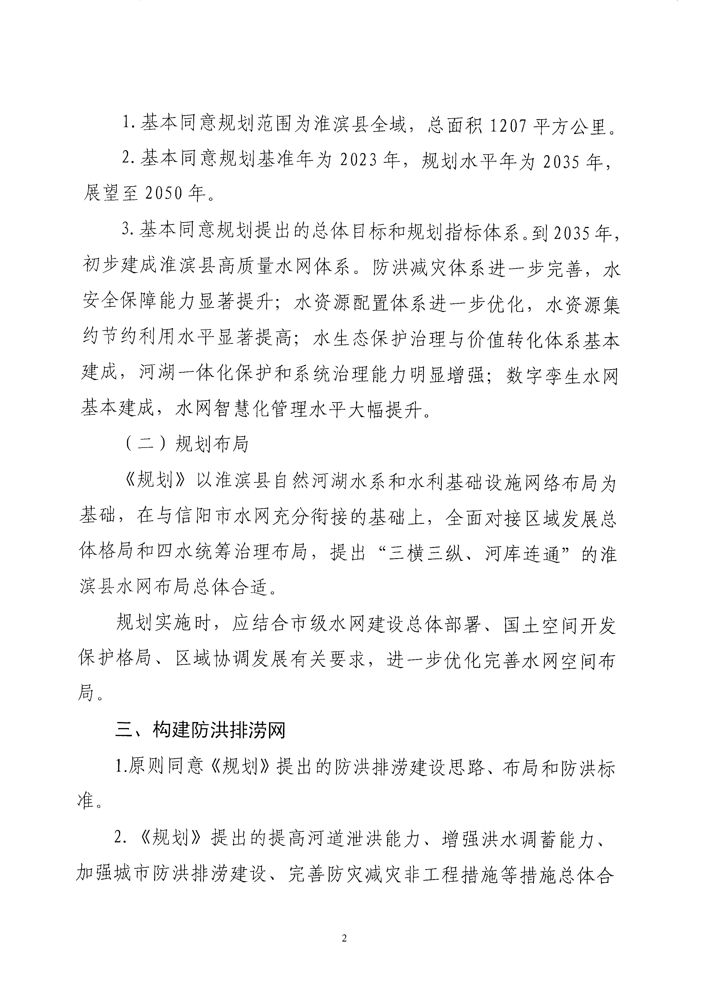 1. 基本同意规划范围为淮滨县全域，总面积 1207 平方公里。
2. 基本同意规划基准年为 2023 年，规划水平年为 2035 年，
展望至 2050 年。
3. 基本同意规划提出的总体目标和规划指标体系。到 2035 年，
初步建成淮滨县高质量水网体系。防洪减灾体系进一步完善，水
安全保障能力显著提升；水资源配置体系进一步优化，水资源集
约节约利用水平显著提高；水生态保护治理与价值转化体系基本
建成，河湖一体化保护和系统治理能力明显增强；数字孪生水网
基本建成，水网智慧化管理水平大幅提升。
（二）规划布局
《规划》以淮滨县自然河湖水系和水利基础设施网络布局为
基础，在与信阳市水网充分衔接的基础上，全面对接区域发展总
体格局和四水统筹治理布局，提出“三横三纵、河库连通”的淮
滨县水网布局总体合适。
规划实施时，应结合市级水网建设总体部署、国土空间开发
保护格局、区域协调发展有关要求，进一步优化完善水网空间布
局。
三、构建防洪排涝网
1.原则同意《规划》提出的防洪排涝建设思路、布局和防洪标
准。
2. 《规划》提出的提高河道泄洪能力、增强洪水调蓄能力、
加强城市防洪排涝建设、完善防灾减灾非工程措施等措施总体合
2